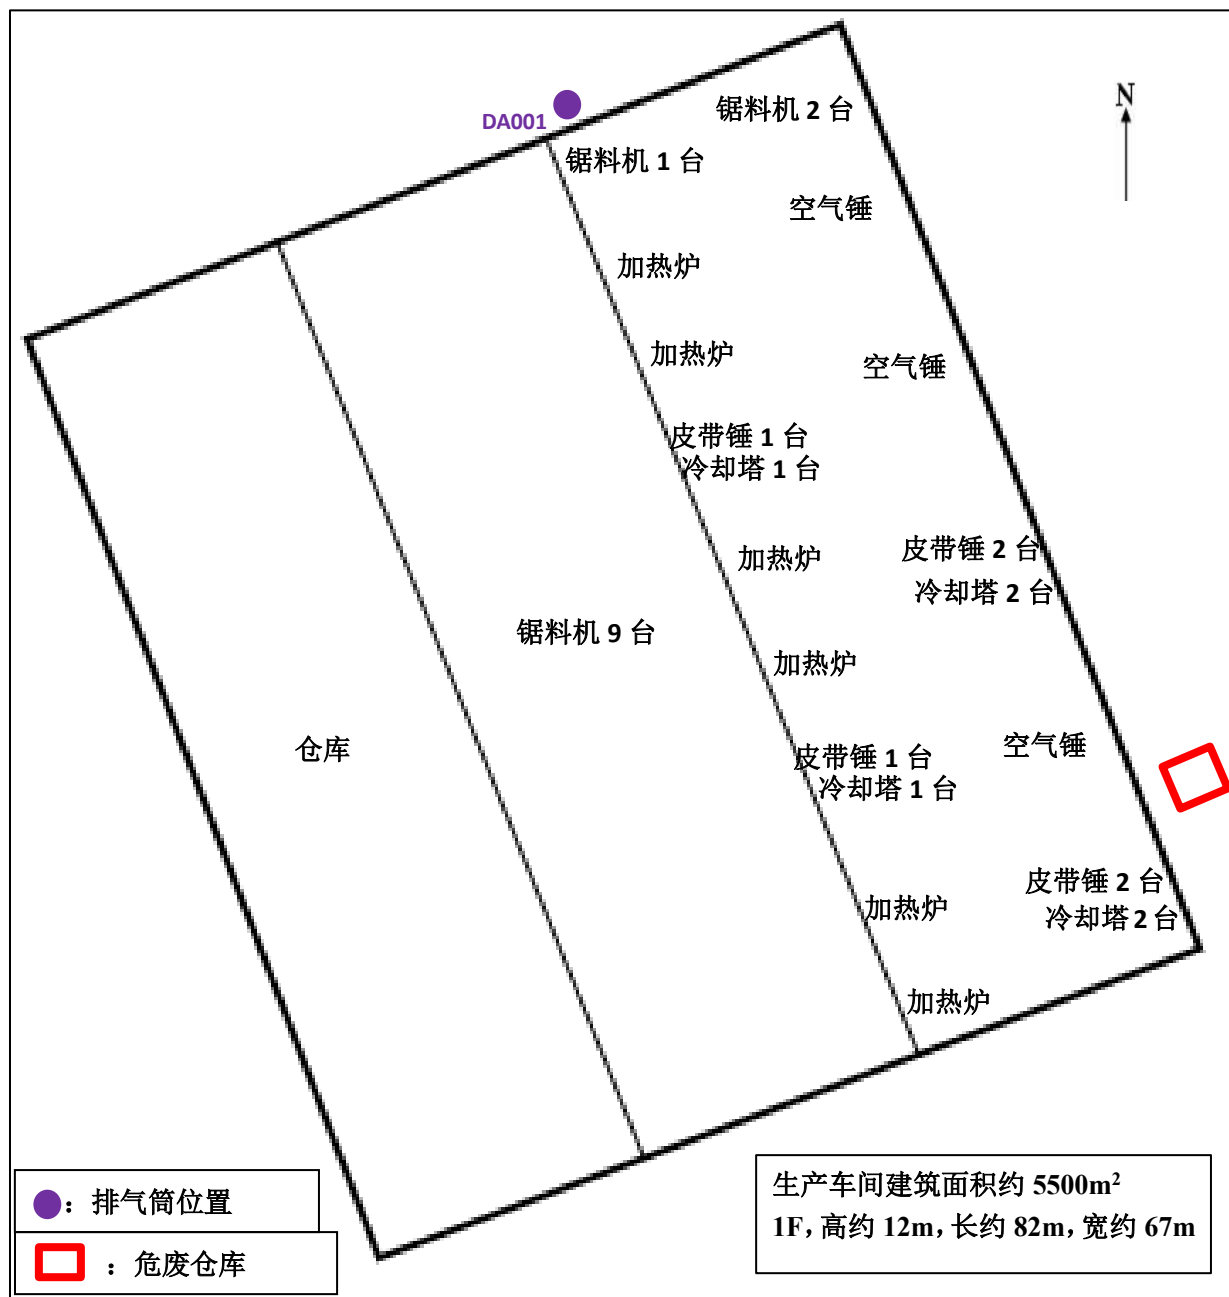 锯料机 2 台
N
DA001
锯料机 1 台
空气锤
加热炉
加热炉
空气锤
皮带锤 1 台
冷却塔 1 台
皮带锤 2 台
加热炉
冷却塔 2 台
锯料机 9 台
加热炉
空气锤
仓库
皮带锤 1 台
冷却塔 1 台
皮带锤 2 台
加热炉
冷却塔 2 台
加热炉
：排气筒位置
：危废仓库
生产车间建筑面积约 5500m²
1F，高约 12m，长约 82m，宽约 67m